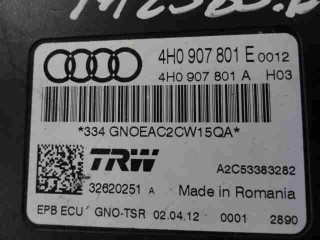 4H0 907 801 E 0012
4H0 907 801 A H03
*334 GNOEAC2CW15QA*
TRW
A2C53383282
32620251 A Made in Romania
EPB ECU GNO-TSR 02.04.12 0001 2890